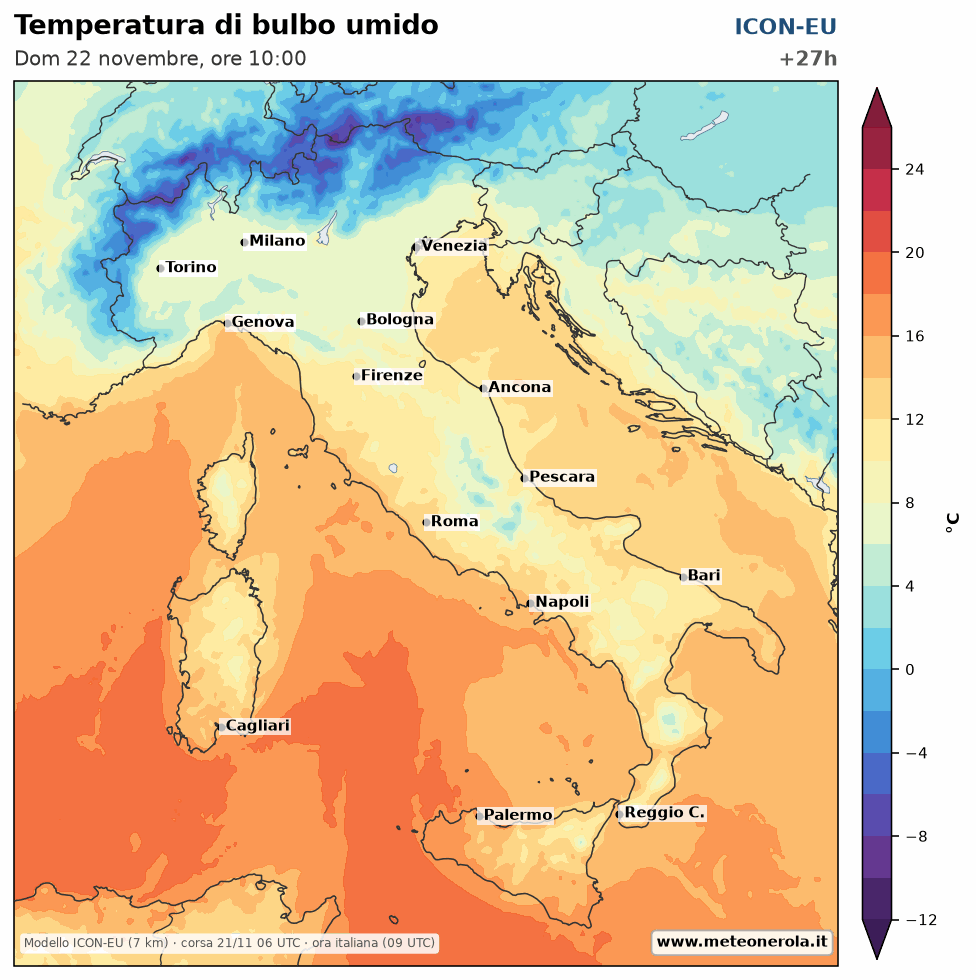 Temperatura di bulbo umido
ICON-EU
Dom 22 novembre, ore 10:00
+27h
Milano
Venezia
Torino
Genova
Bologna
Firenze
Ancona
Pescara
Roma
Bari
Napoli
Cagliari
Palermo
Reggio C.
24
20
16
12
8
4
0
−4
−8
−12
°C
Modello ICON-EU (7 km) · corsa 21/11 06 UTC · ora italiana (09 UTC)
www.meteonerola.it